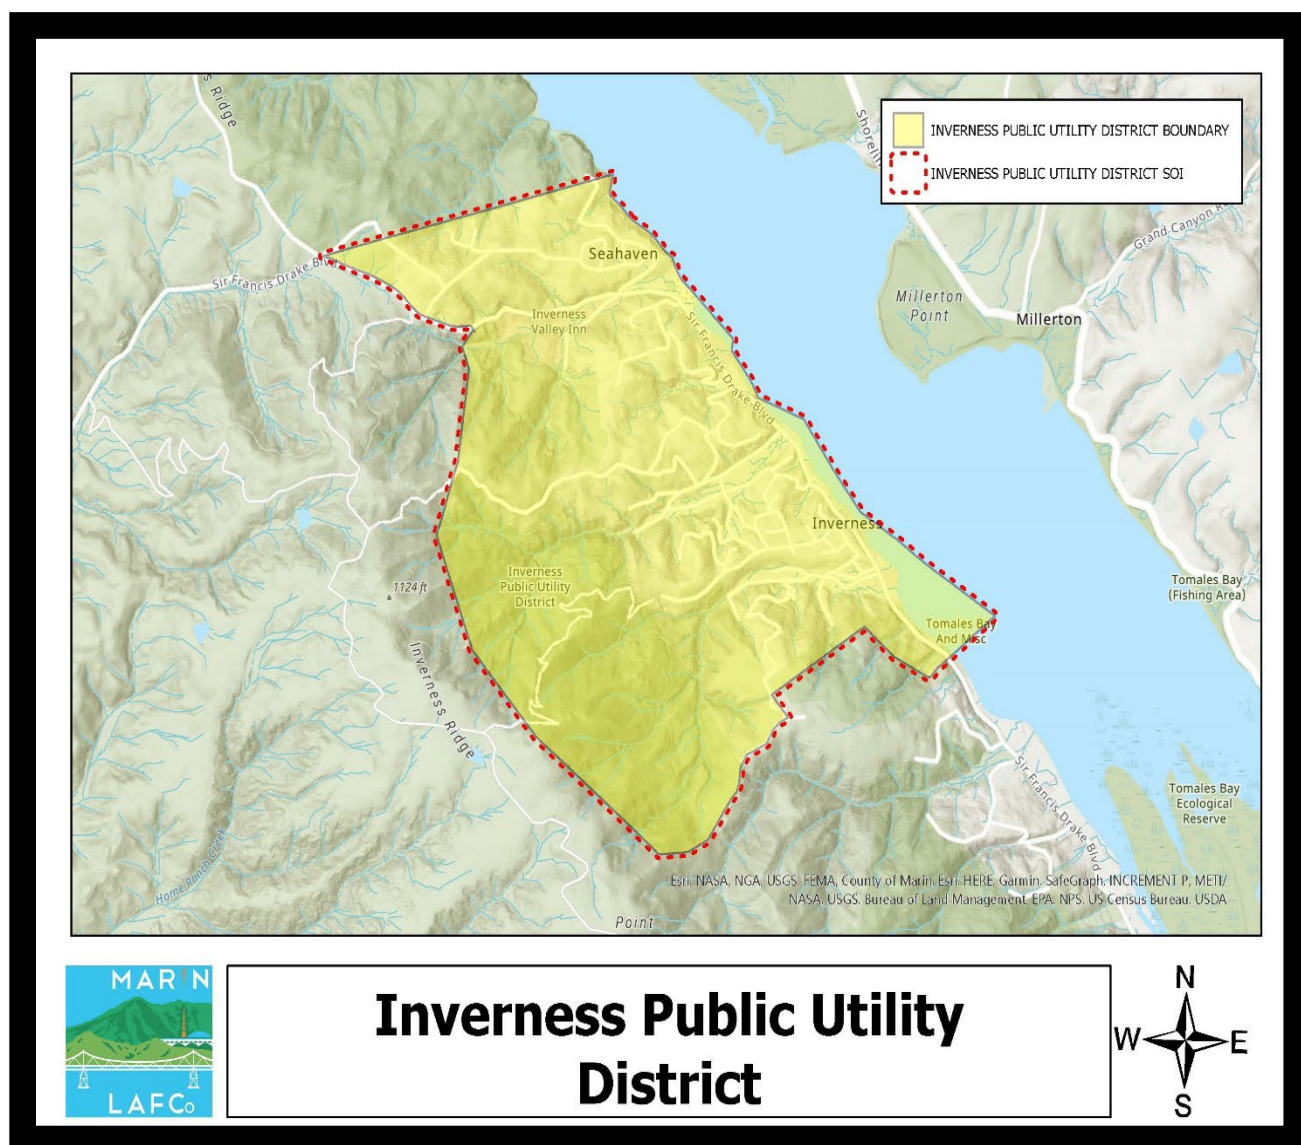 s Ridge
Shorelin
INVERNESS PUBLIC UTILITY DISTRICT BOUNDARY
INVERNESS PUBLIC UTILITY DISTRICT SOI
Grand Canyon R
Sir Francis Drake Blvd
Seahaven
Inverness
Valley Inn
Sir Francis Drake Blvd
Millerton
Point
Millerton
Inverness
Inverness
Public Utility
District
1124 ft
Tomales Bay
(Fishing Area)
Tomales Bay
And Misc
Inverness Ridge
Sir Francis Drake Blvd
Tomales Bay
Ecological
Reserve
Home Ranch Creek
Esri, NASA, NGA, USGS, FEMA, County of Marin, Esri, HERE, Garmin, SafeGraph, INCREMENT P, METI/
NASA, USGS, Bureau of Land Management, EPA, NPS, US Census Bureau, USDA
Point
MARIN
LAFCo
Inverness Public Utility
District
N
W E
S